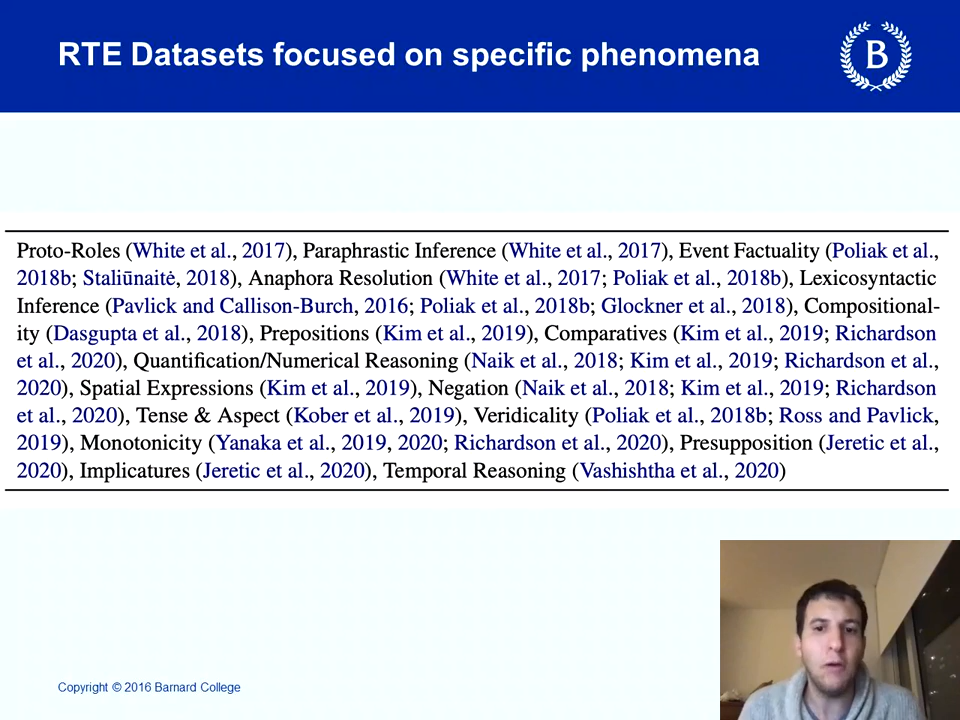 RTE Datasets focused on specific phenomena
B
Proto-Roles (White et al., 2017), Paraphrastic Inference (White et al., 2017), Event Factuality (Poliak et al.,
2018b; Staliūnaitė, 2018), Anaphora Resolution (White et al., 2017; Poliak et al., 2018b), Lexicosyntactic
Inference (Pavlick and Callison-Burch, 2016; Poliak et al., 2018b; Glockner et al., 2018), Compositional-
ity (Dasgupta et al., 2018), Prepositions (Kim et al., 2019), Comparatives (Kim et al., 2019; Richardson
et al., 2020), Quantification/Numerical Reasoning (Naik et al., 2018; Kim et al., 2019; Richardson et al.,
2020), Spatial Expressions (Kim et al., 2019), Negation (Naik et al., 2018; Kim et al., 2019; Richardson
et al., 2020), Tense & Aspect (Kober et al., 2019), Veridicality (Poliak et al., 2018b; Ross and Pavlick,
2019), Monotonicity (Yanaka et al., 2019, 2020; Richardson et al., 2020), Presupposition (Jeretic et al.,
2020), Implicatures (Jeretic et al., 2020), Temporal Reasoning (Vashishtha et al., 2020)
Copyright © 2016 Barnard College